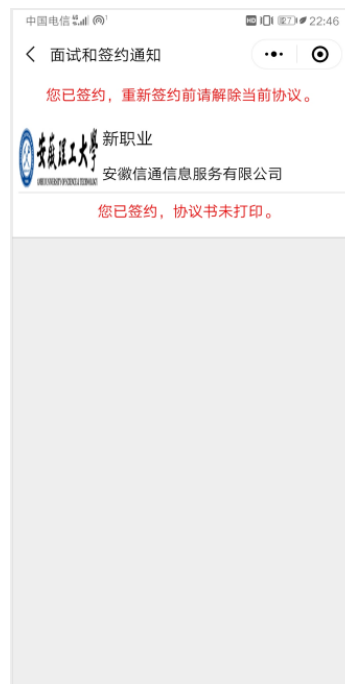 中国电信 22:46
面试和签约通知
您已签约，重新签约前请解除当前协议。
安徽理工大學
新职业
安徽信通信息服务有限公司
您已签约，协议书未打印。